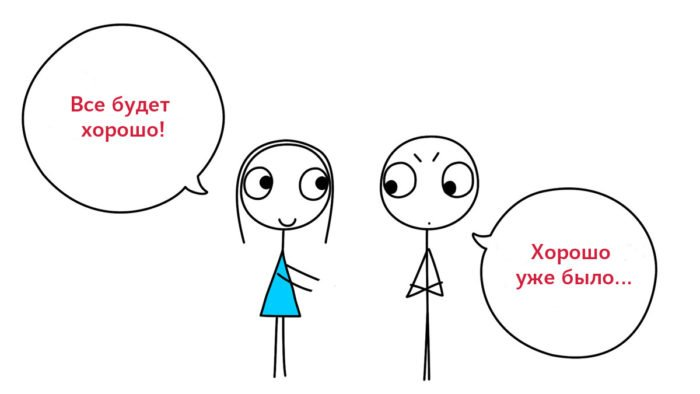 Все будет
хорошо!
Хорошо
уже было...